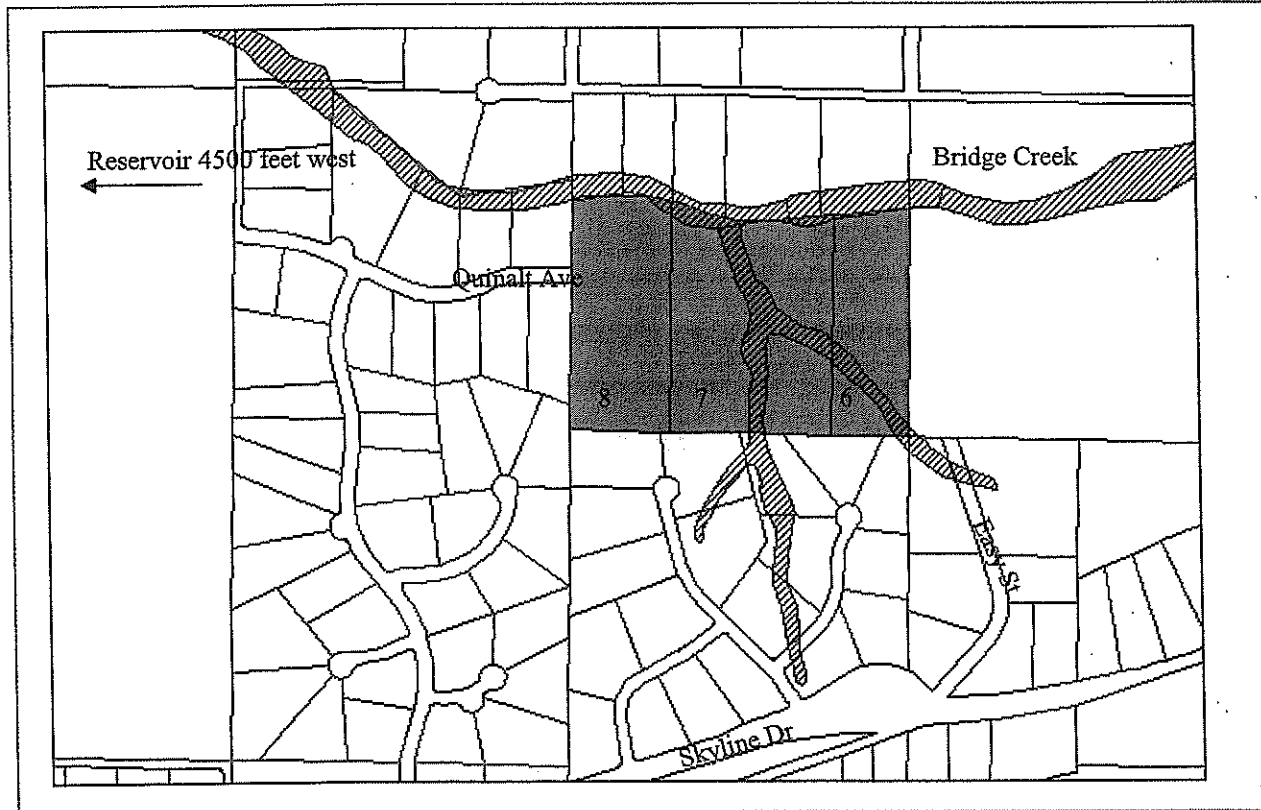 Reservoir 4500 feet west
Bridge Creek
Quinalt Ave
8
7
6
Easy St
Skyline Dr